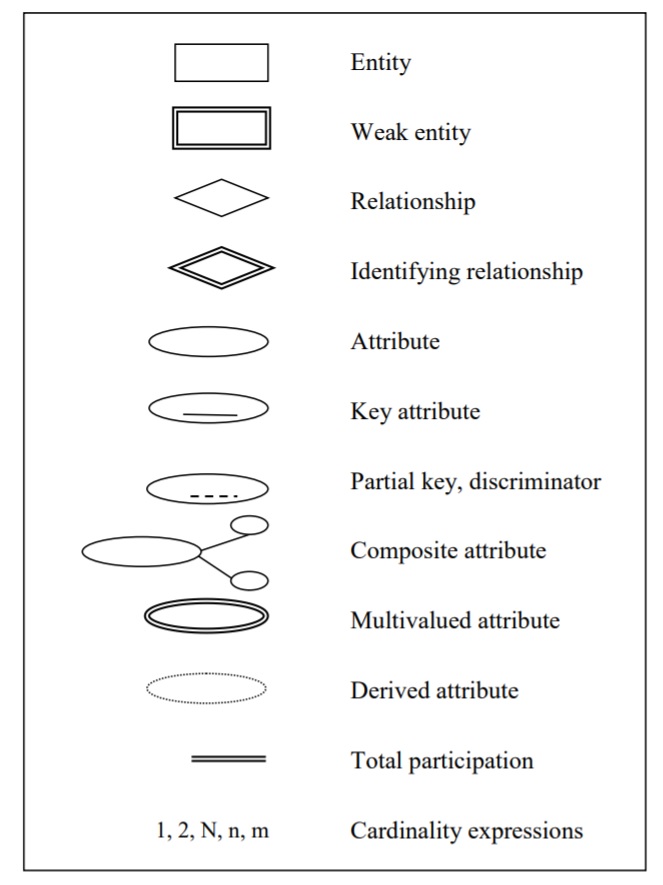 Entity
Weak entity
Relationship
Identifying relationship
Attribute
Key attribute
Partial key, discriminator
Composite attribute
Multivalued attribute
Derived attribute
Total participation
1, 2, N, n, m Cardinality expressions